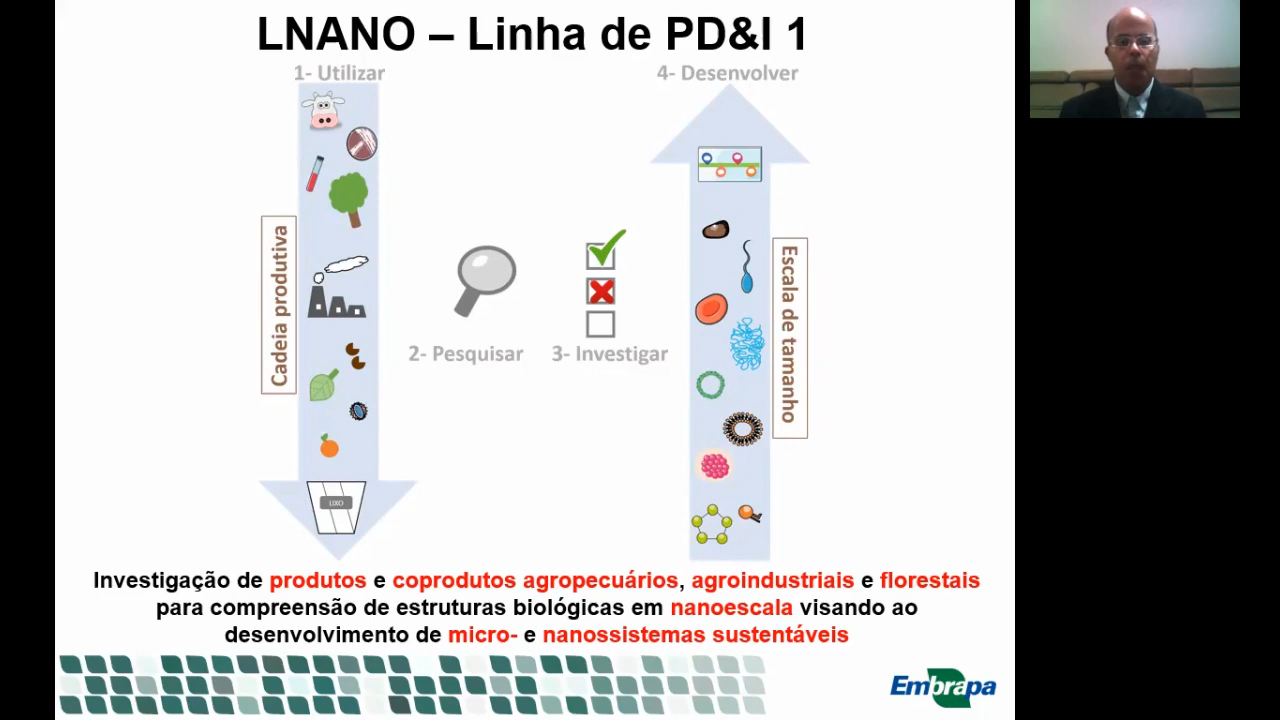 LNANO – Linha de PD&I 1
1- Utilizar
4- Desenvolver
Cadeia produtiva
2- Pesquisar
3- Investigar
Escala de tamanho
LIXO
Investigação de produtos e coprodutos agropecuários, agroindustriais e florestais
para compreensão de estruturas biológicas em nanoescala visando ao
desenvolvimento de micro- e nanossistemas sustentáveis
Embrapa